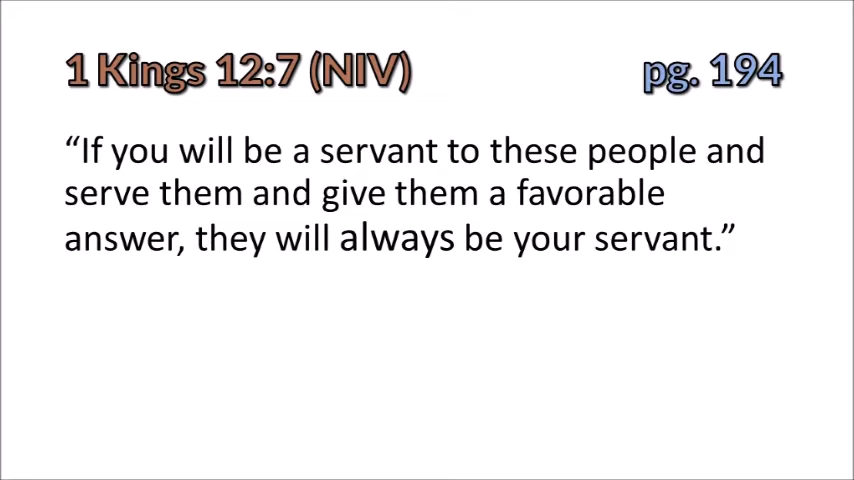 1 Kings 12:7 (NIV) pg. 194
“If you will be a servant to these people and
serve them and give them a favorable
answer, they will always be your servant.”